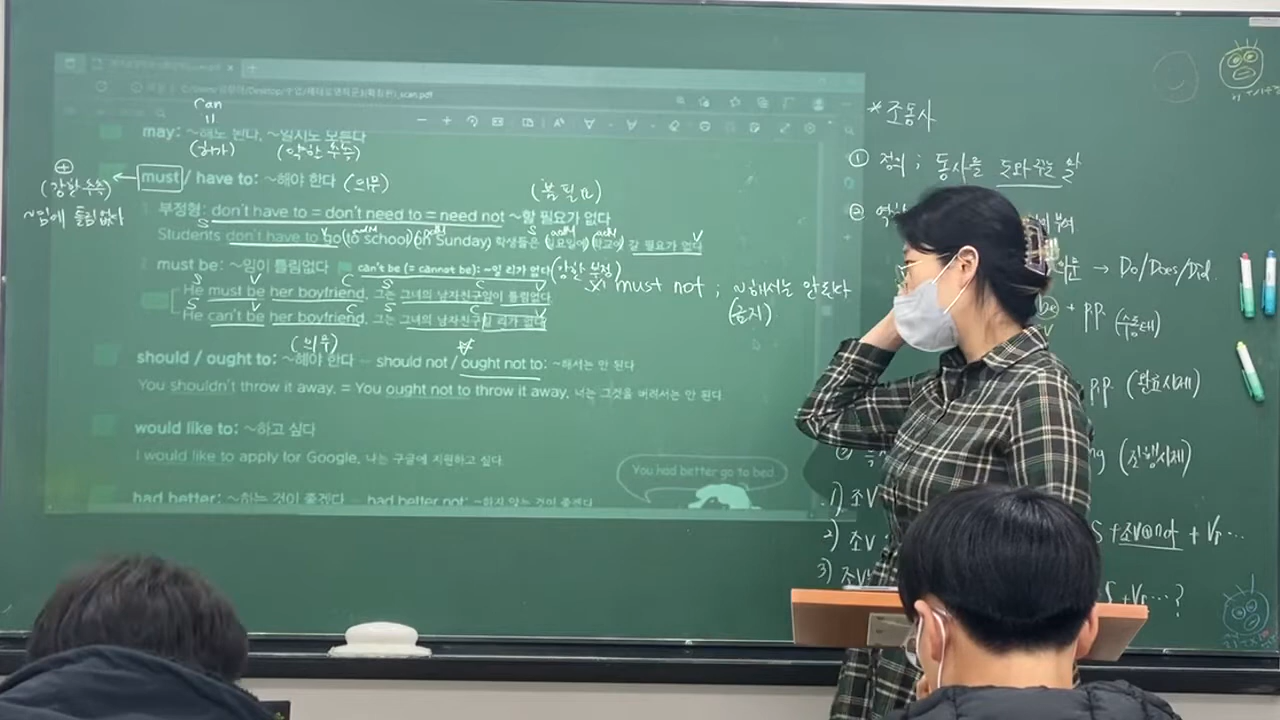 scan.pdf
can
=
may: ~해도 된다, ~일지도 모른다
(허가) (약한 추측)
⊕
(강한 추측)
~임에 틀림없다
must / have to: ~해야 한다 (의무)
(불필요)
1 부정형: don't have to = don't need to = need not ~할 필요가 없다
Students don't have to go (to school) (on Sunday) 학생들은 (일요일에) (학교에) 갈 필요가 없다
2 must be: ~임이 틀림없다 can't be (= cannot be): ~일 리가 없다 (강한 부정)
must not ; ~해서는 안 된다
(금지)
He must be her boyfriend. 그는 그녀의 남자친구임이 틀림없다
He can't be her boyfriend. 그는 그녀의 남자친구일 리가 없다
(의무)
should / ought to: ~해야 한다 – should not / ought not to: ~해서는 안 된다
You shouldn't throw it away. = You ought not to throw it away. 너는 그것을 버려서는 안 된다
would like to: ~하고 싶다
I would like to apply for Google. 나는 구글에 지원하고 싶다.
You had better go to bed.
had better: ~하는 것이 좋겠다 – had better not: ~하지 않는 것이 좋겠다
*조동사
① 정의 ; 동사를 도와주는 말
②
→ Do/Does/Did
be + p.p. (수동태)
p.p. (완료시제)
ng (진행시제)
1) 조V
2) 조V S + 조V not + Vr ...
3) 조V S + Vr ... ?